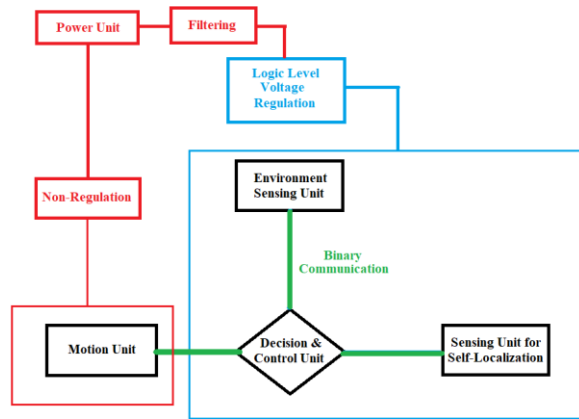 Power Unit
Filtering
Logic Level
Voltage
Regulation
Non-Regulation
Environment
Sensing Unit
Binary
Communication
Motion Unit
Decision &
Control Unit
Sensing Unit for
Self-Localization